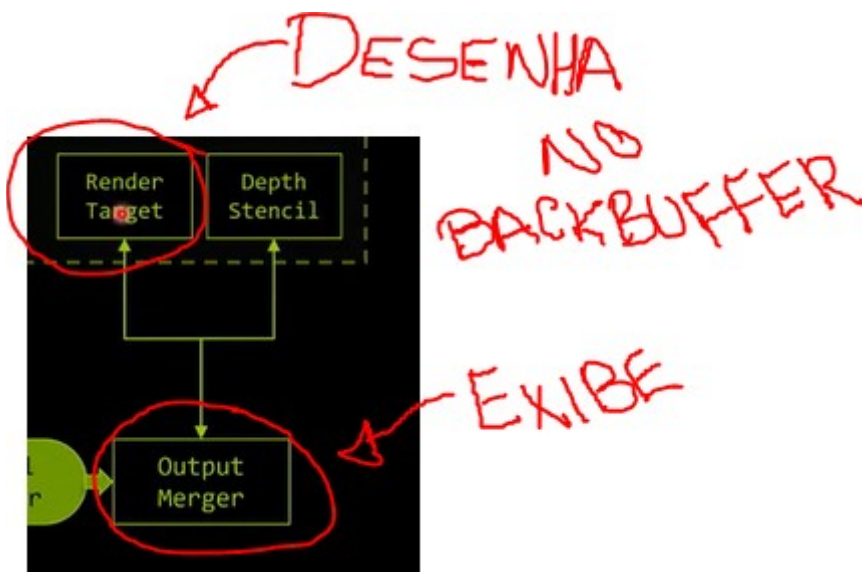 DESENHA
NO
BACKBUFFER
Render
Target
Depth
Stencil
EXIBE
Output
Merger